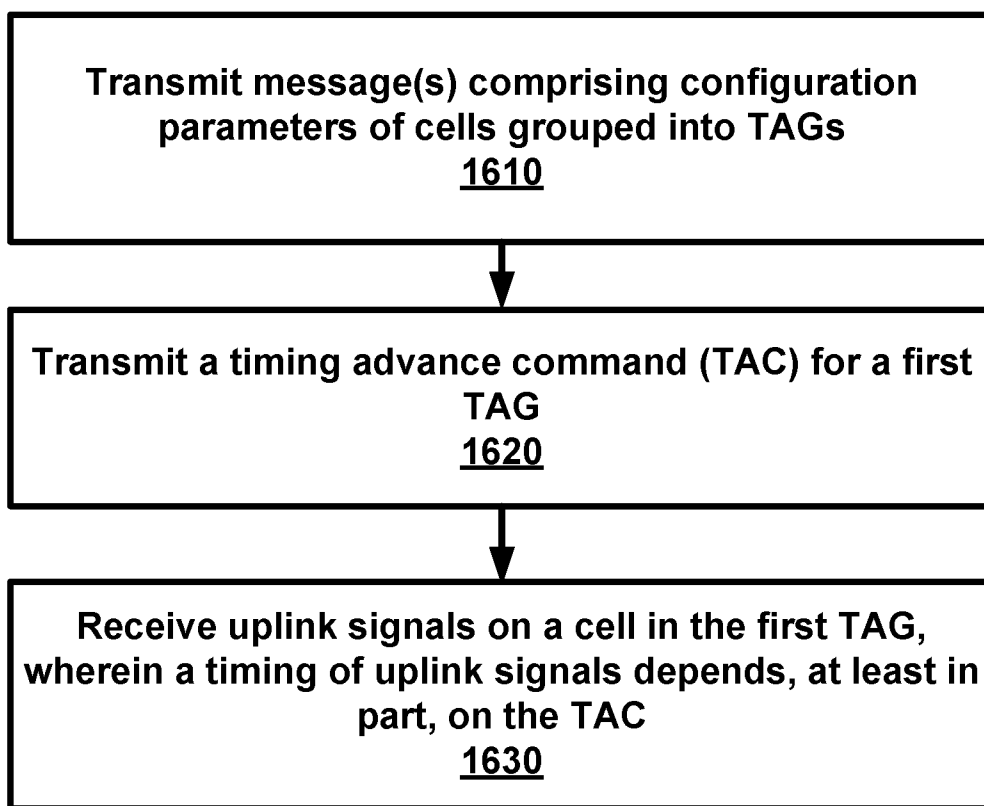 Transmit message(s) comprising configuration
parameters of cells grouped into TAGs
1610
Transmit a timing advance command (TAC) for a first
TAG
1620
Receive uplink signals on a cell in the first TAG,
wherein a timing of uplink signals depends, at least in
part, on the TAC
1630